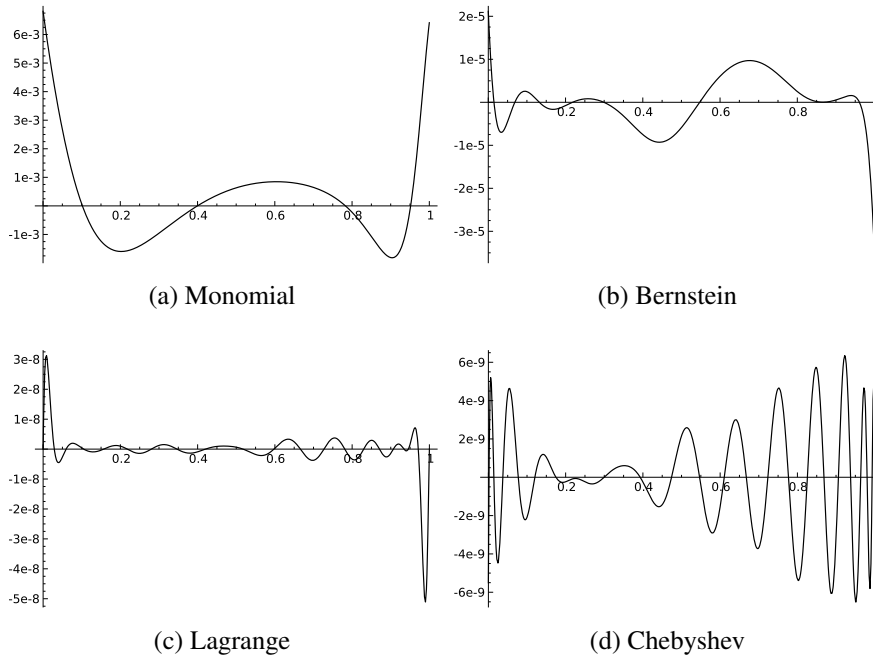 6e-3
5e-3
4e-3
3e-3
2e-3
1e-3
-1e-3
0.2 0.4 0.6 0.8 1
(a) Monomial
2e-5
1e-5
-1e-5
-2e-5
-3e-5
0.2 0.4 0.6 0.8
(b) Bernstein
3e-8
2e-8
1e-8
-1e-8
-2e-8
-3e-8
-4e-8
-5e-8
0.2 0.4 0.6 0.8 1
(c) Lagrange
6e-9
4e-9
2e-9
-2e-9
-4e-9
-6e-9
0.2 0.4 0.6 0.8
(d) Chebyshev